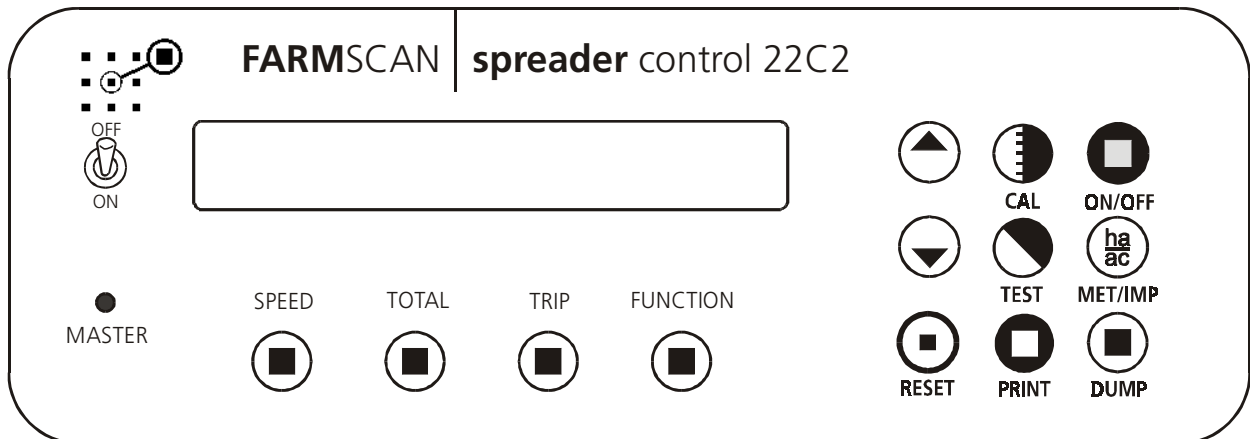 FARMSCAN spreader control 22C2
OFF
ON
CAL ON/OFF
ha
ac
TEST MET/IMP
MASTER
SPEED TOTAL TRIP FUNCTION
RESET PRINT DUMP